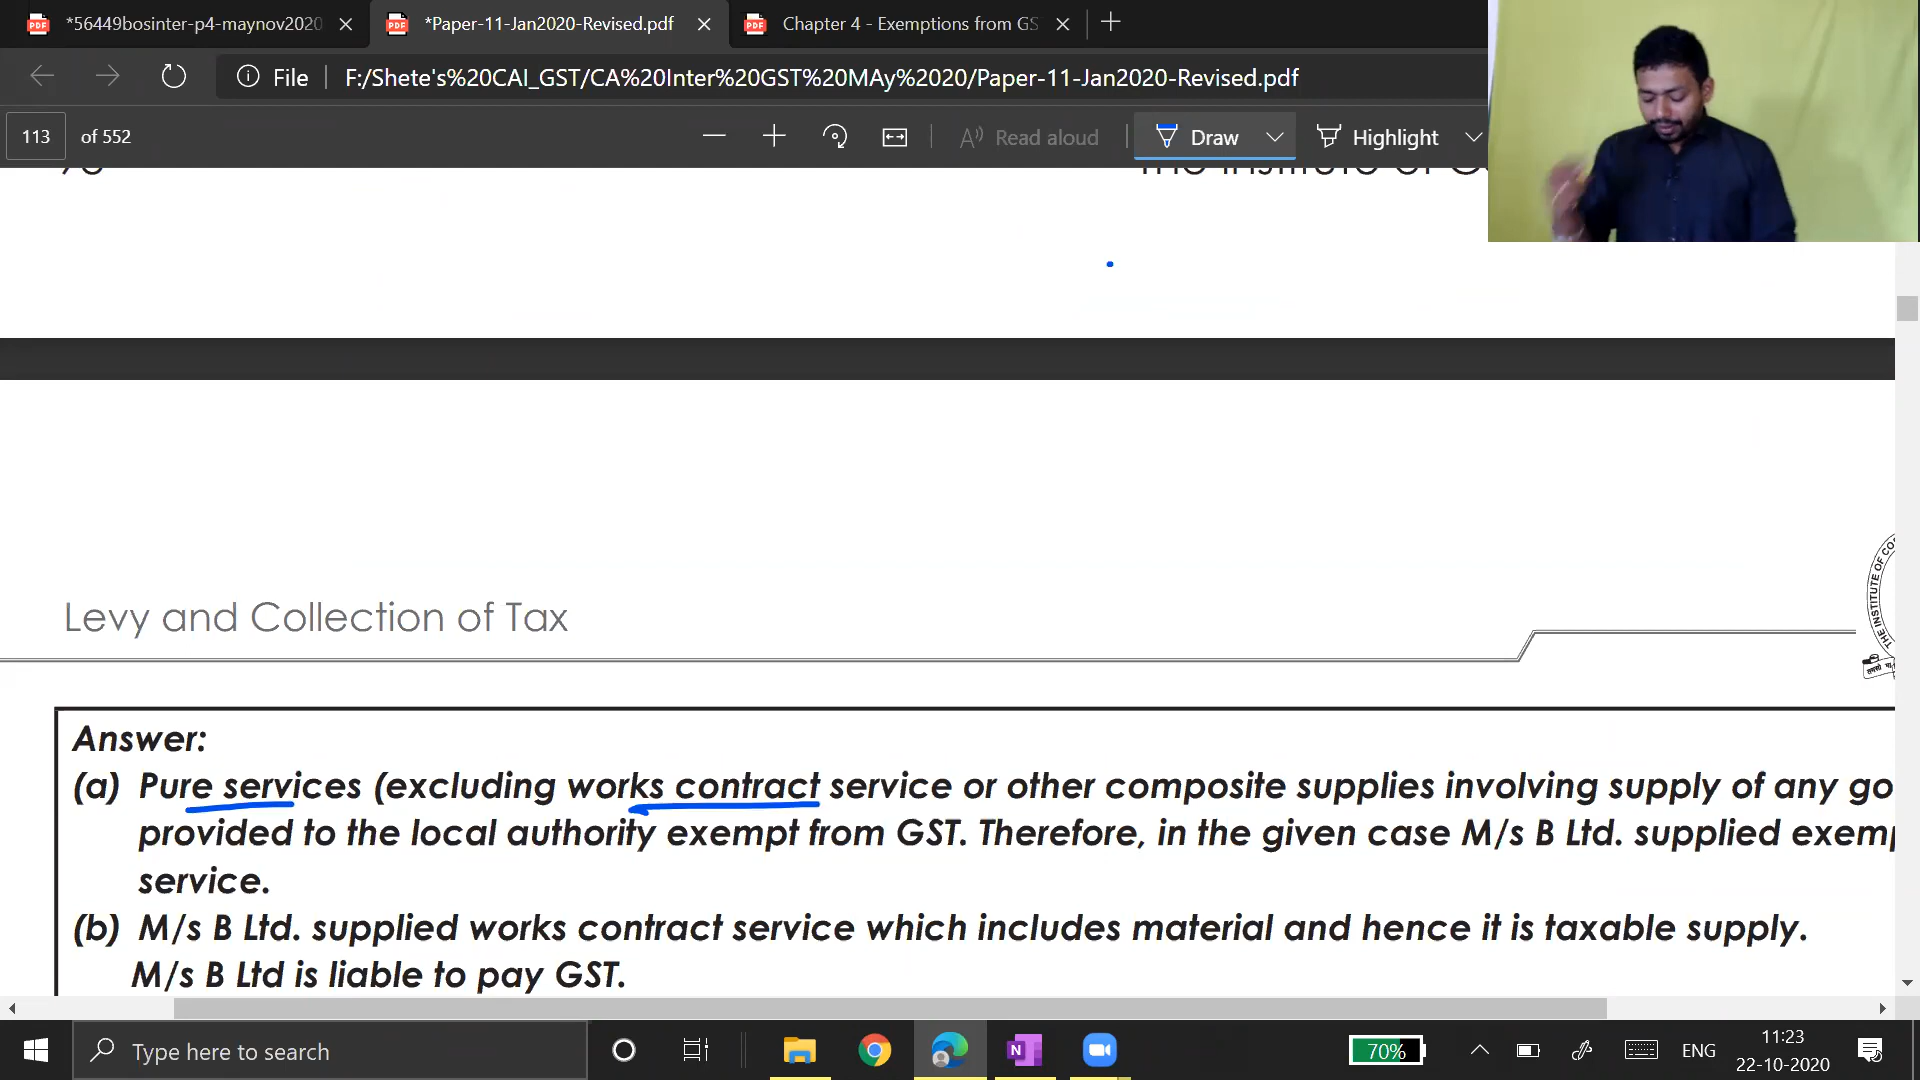 *56449bosinter-p4-maynov2020
*Paper-11-Jan2020-Revised.pdf
Chapter 4 - Exemptions from GS
File
F:/Shete's%20CAI_GST/CA%20Inter%20GST%20MAy%2020/Paper-11-Jan2020-Revised.pdf
113 of 552
Read aloud
Draw
Highlight
Levy and Collection of Tax
THE INSTITUTE OF CO
Answer:
(a) Pure services (excluding works contract service or other composite supplies involving supply of any go
provided to the local authority exempt from GST. Therefore, in the given case M/s B Ltd. supplied exem
service.
(b) M/s B Ltd. supplied works contract service which includes material and hence it is taxable supply.
M/s B Ltd is liable to pay GST.
Type here to search
70%
ENG
11:23
22-10-2020